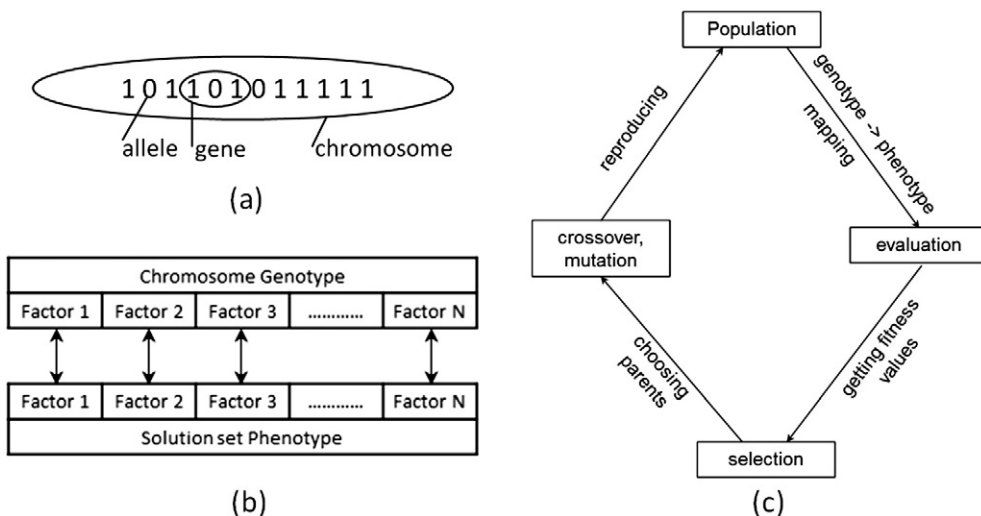 1 0 1 1 0 1 0 1 1 1 1 1
allele gene chromosome
(a)
Chromosome Genotype
Factor 1 Factor 2 Factor 3 ............ Factor N
Factor 1 Factor 2 Factor 3 ............ Factor N
Solution set Phenotype
(b)
Population
genotype -> phenotype
mapping
evaluation
getting fitness
values
selection
choosing
parents
crossover,
mutation
reproducing
(c)